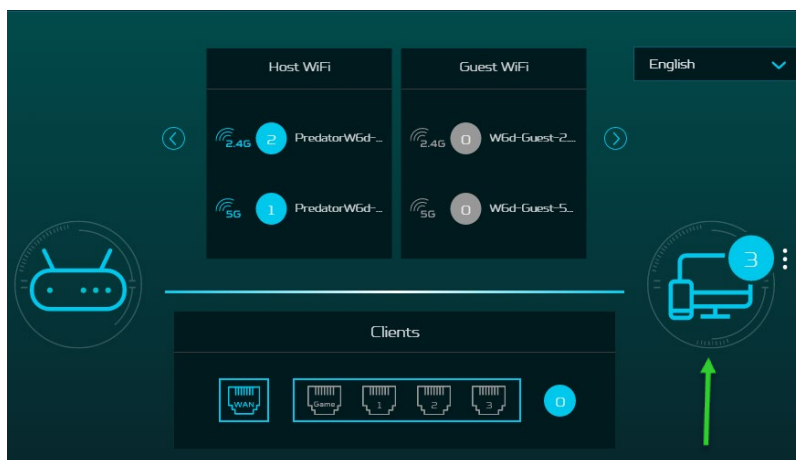 Host WiFi
Guest WiFi
English
2.4G 2 PredatorW6d-...
2.4G 0 W6d-Guest-2...
5G 1 PredatorW6d-...
5G 0 W6d-Guest-5...
3
Clients
WAN Game 1 2 3 0